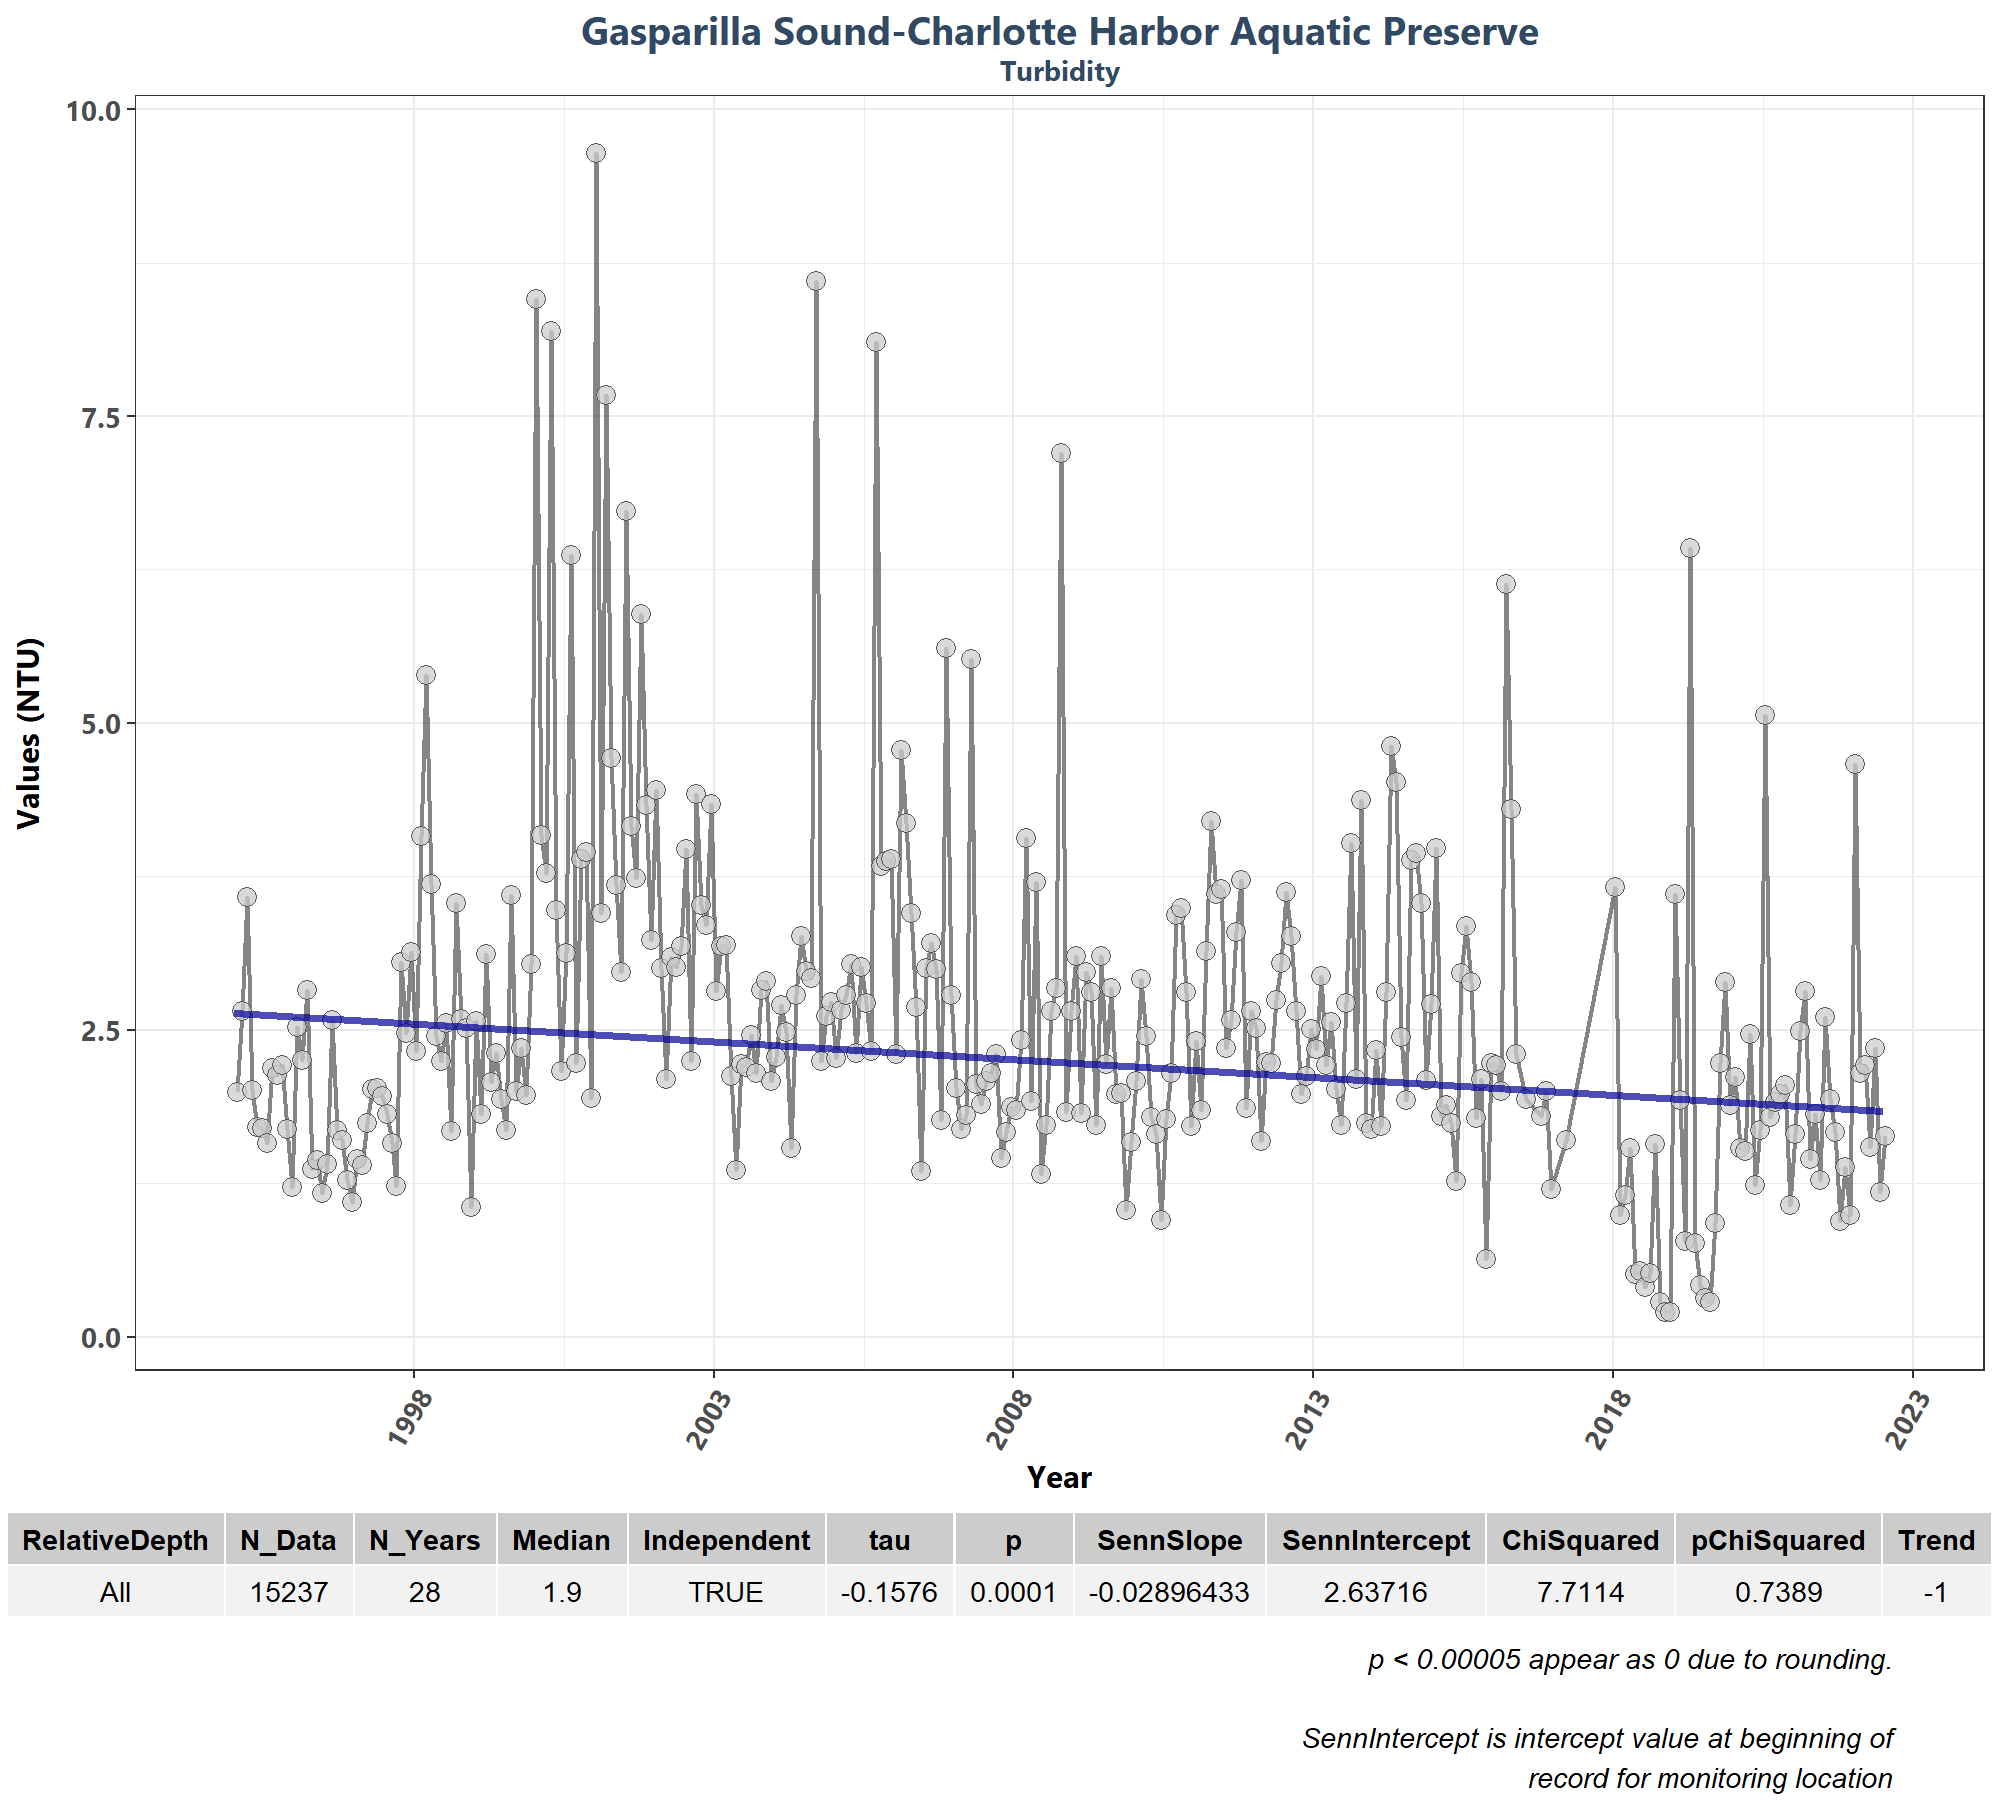 Gasparilla Sound-Charlotte Harbor Aquatic Preserve
Turbidity
Values (NTU)
10.0
7.5
5.0
2.5
0.0
1998 2003 2008 2013 2018 2023
Year
RelativeDepth N_Data N_Years Median Independent tau p SennSlope SennIntercept ChiSquared pChiSquared Trend
All 15237 28 1.9 TRUE -0.1576 0.0001 -0.02896433 2.63716 7.7114 0.7389 -1
p < 0.00005 appear as 0 due to rounding.
SennIntercept is intercept value at beginning of
record for monitoring location